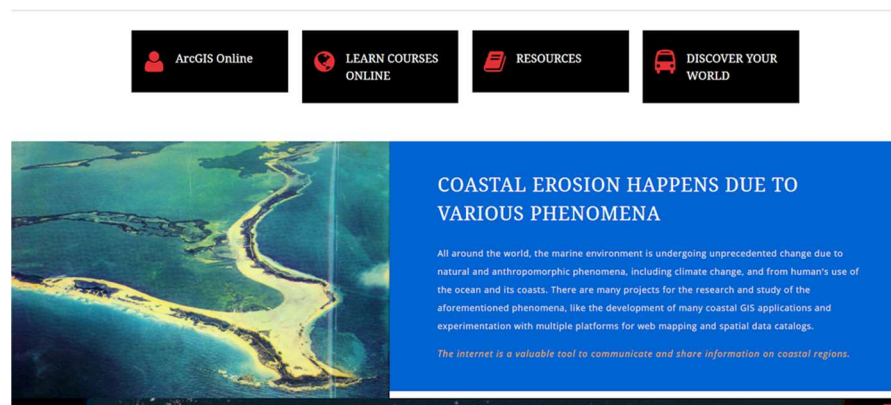 ArcGIS Online
LEARN COURSES
ONLINE
RESOURCES
DISCOVER YOUR
WORLD
COASTAL EROSION HAPPENS DUE TO
VARIOUS PHENOMENA
All around the world, the marine environment is undergoing unprecedented change due to
natural and anthropomorphic phenomena, including climate change, and from human's use of
the ocean and its coasts. There are many projects for the research and study of the
aforementioned phenomena, like the development of many coastal GIS applications and
experimentation with multiple platforms for web mapping and spatial data catalogs.
The internet is a valuable tool to communicate and share information on coastal regions.